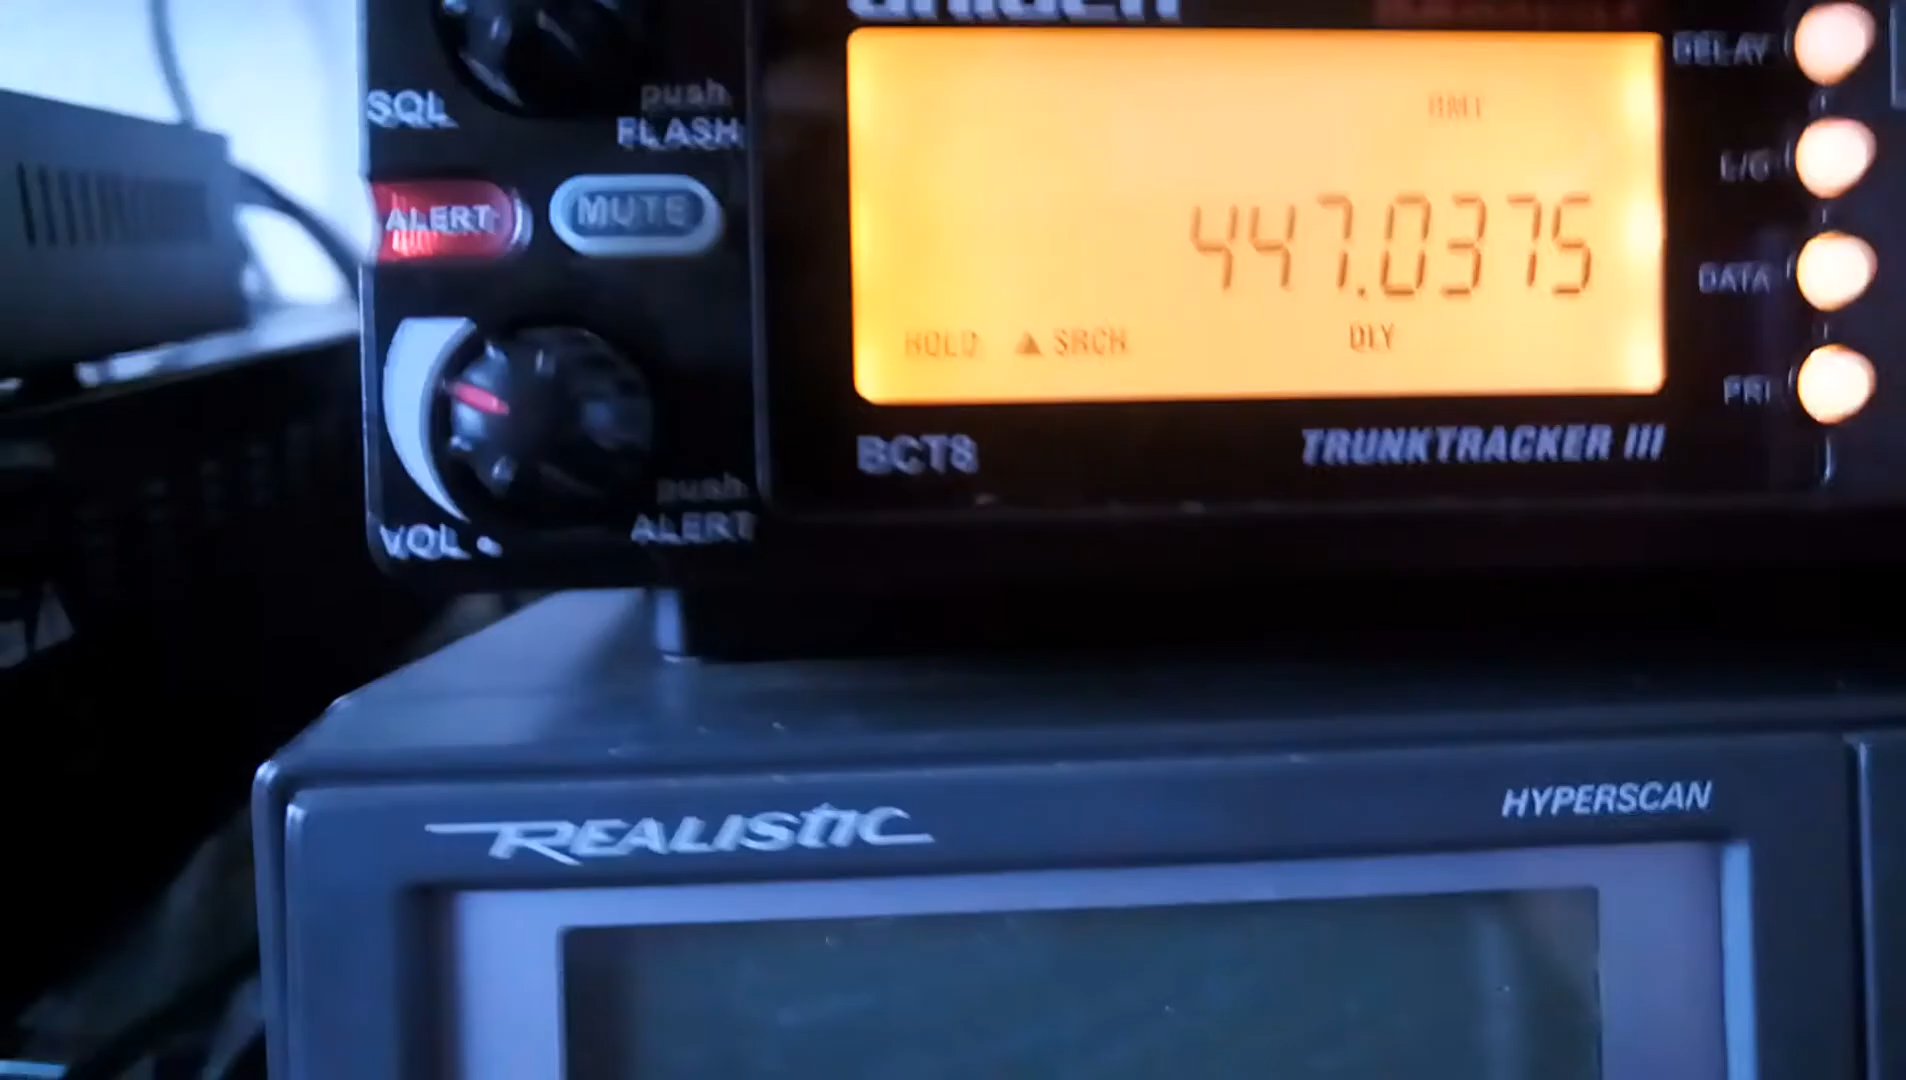 uniden
DELAY
SQL
push
FLASH
L/O
ALERT
MUTE
447.0375
DATA
HOLD ▲ SRCH DLY
PRI
BCT8
TRUNKTRACKER III
push
ALERT
VOL
REALISTIC
HYPERSCAN